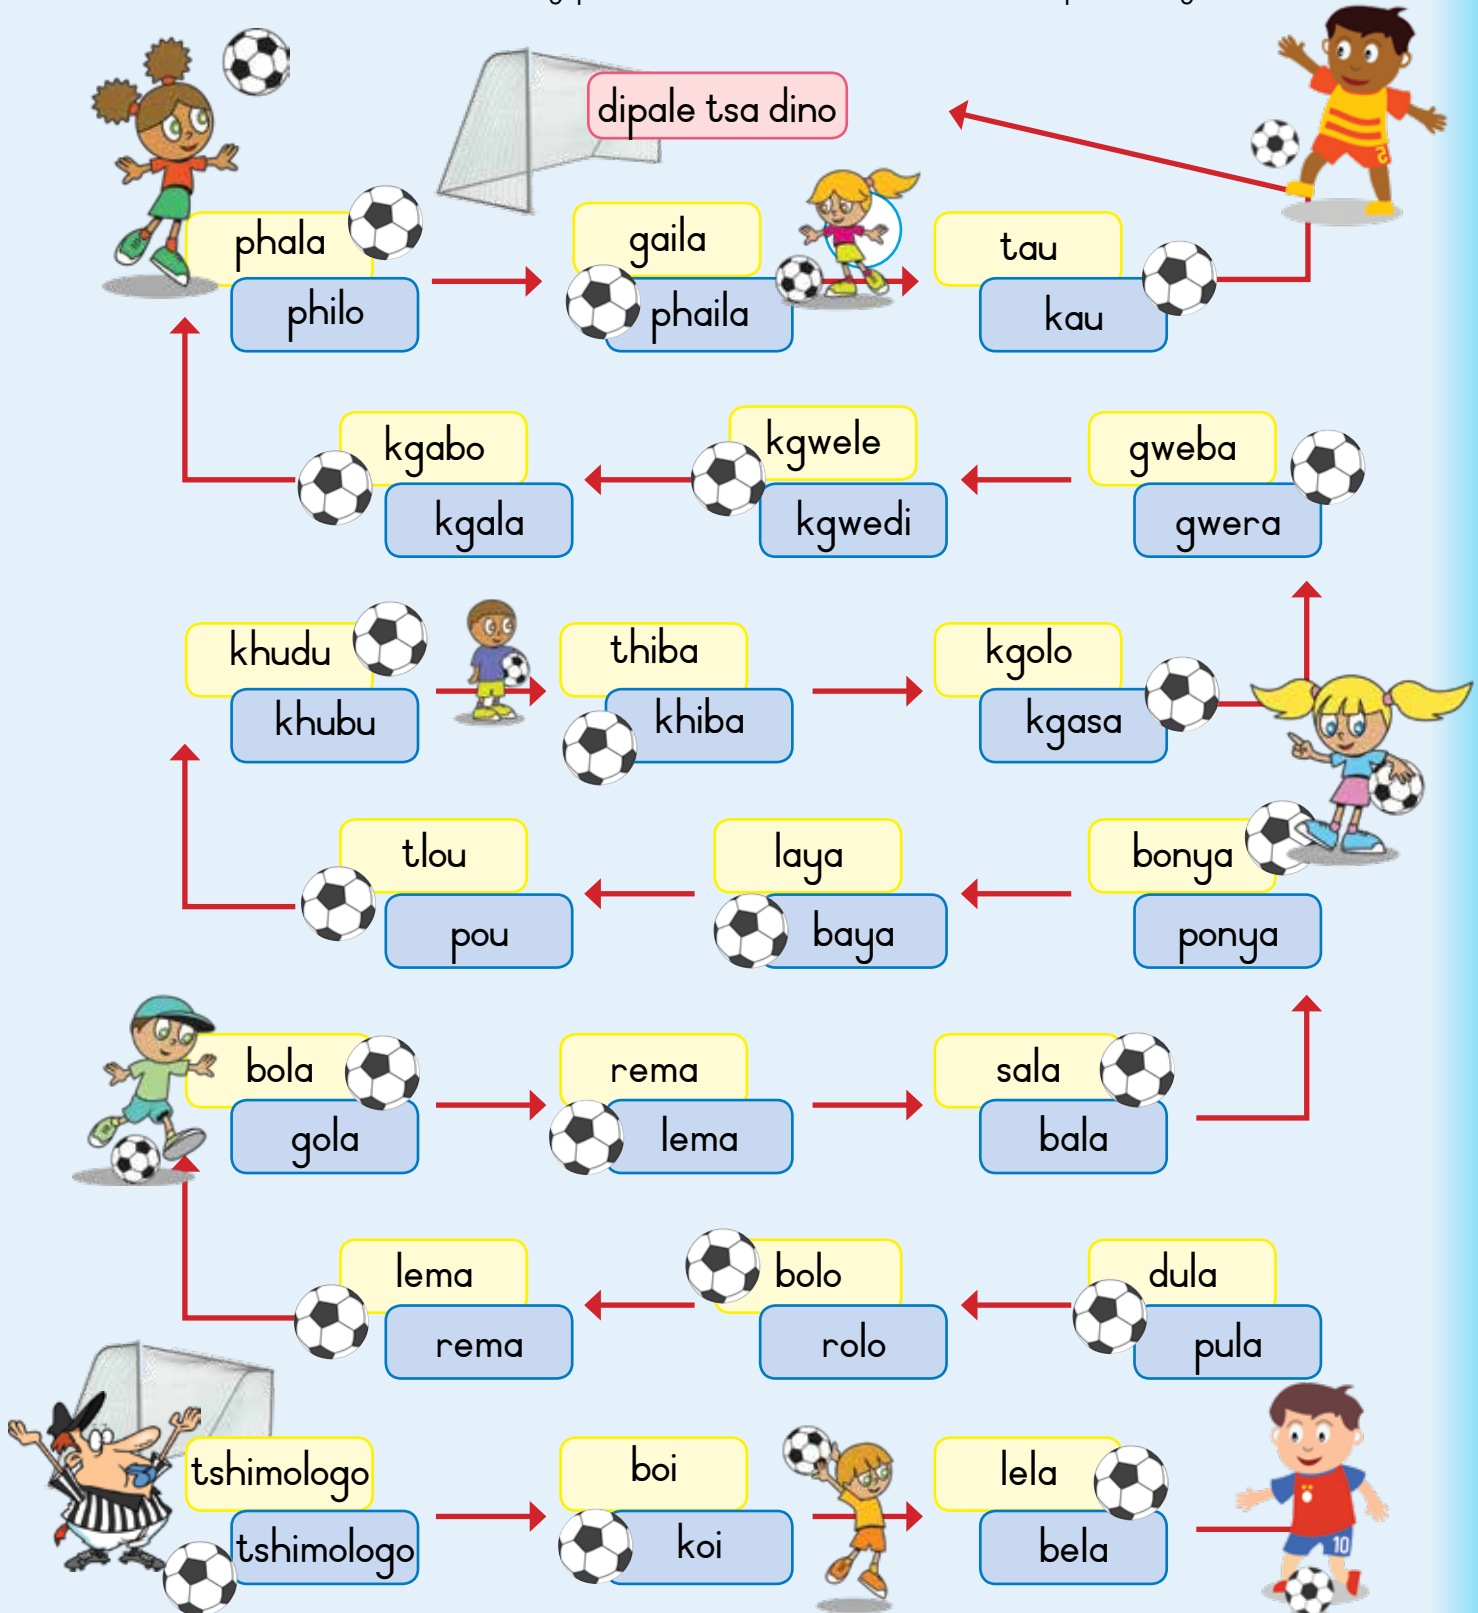 dipale tsa dino
phala
gaila
tau
philo
phaila
kau
kgabo
kgwele
gweba
kgala
kgwedi
gwera
khudu
thiba
kgolo
khubu
khiba
kgasa
tlou
laya
bonya
pou
baya
ponya
bola
rema
sala
gola
lema
bala
lema
bolo
dula
rema
rolo
pula
tshimologo
boi
lela
tshimologo
koi
bela
10